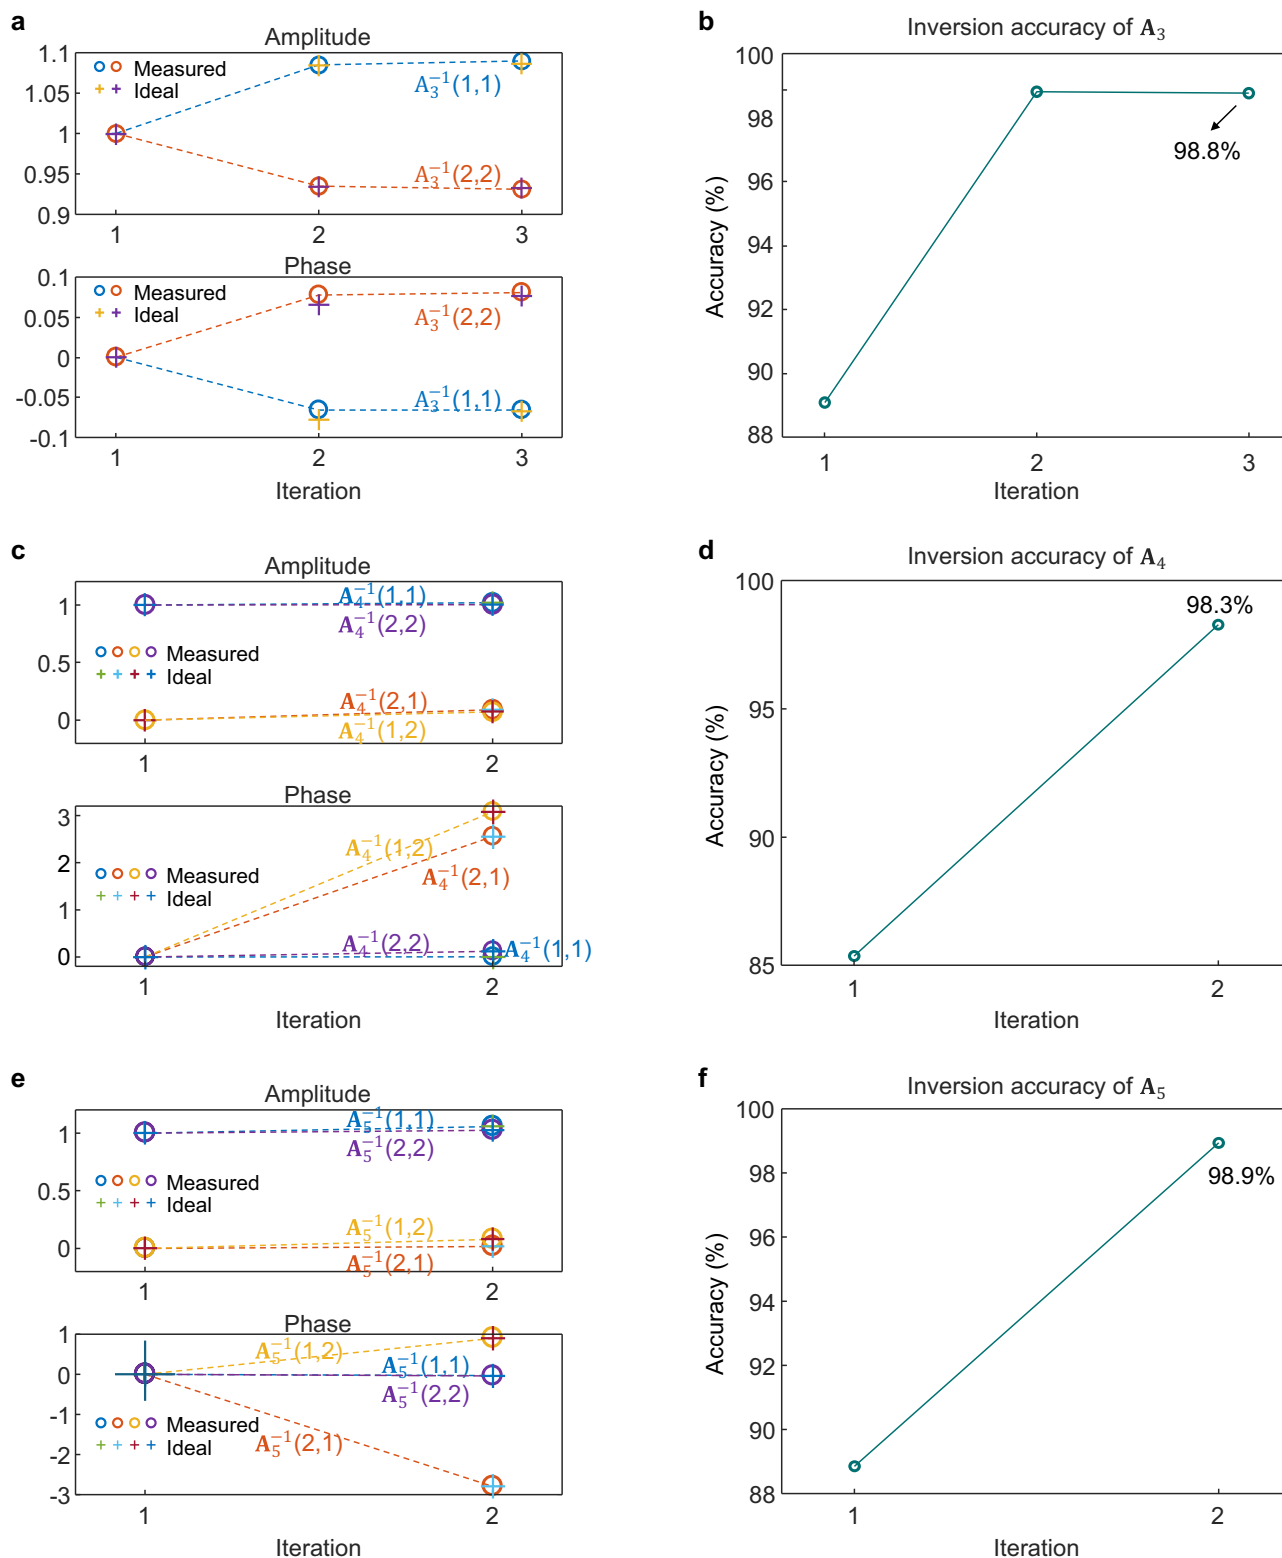 a
Amplitude
1.1
1.05
1
0.95
0.9
Measured
Ideal
A₃⁻¹(1,1)
A₃⁻¹(2,2)
1 2 3
Phase
0.1
0.05
0
-0.05
-0.1
Measured
Ideal
A₃⁻¹(2,2)
A₃⁻¹(1,1)
1 2 3
Iteration
b
Inversion accuracy of A₃
Accuracy (%)
100
98
96
94
92
90
88
98.8%
1 2 3
Iteration
c
Amplitude
1
0.5
0
A₄⁻¹(1,1)
A₄⁻¹(2,2)
Measured
Ideal
A₄⁻¹(2,1)
A₄⁻¹(1,2)
1 2
Phase
3
2
1
0
A₄⁻¹(1,2)
A₄⁻¹(2,1)
Measured
Ideal
A₄⁻¹(2,2)
A₄⁻¹(1,1)
1 2
Iteration
d
Inversion accuracy of A₄
Accuracy (%)
100
95
90
85
98.3%
1 2
Iteration
e
Amplitude
1
0.5
0
A₅⁻¹(1,1)
A₅⁻¹(2,2)
Measured
Ideal
A₅⁻¹(1,2)
A₅⁻¹(2,1)
1 2
Phase
1
0
-1
-2
-3
A₅⁻¹(1,2)
A₅⁻¹(1,1)
A₅⁻¹(2,2)
Measured
Ideal
A₅⁻¹(2,1)
1 2
Iteration
f
Inversion accuracy of A₅
Accuracy (%)
100
98
96
94
92
90
88
98.9%
1 2
Iteration